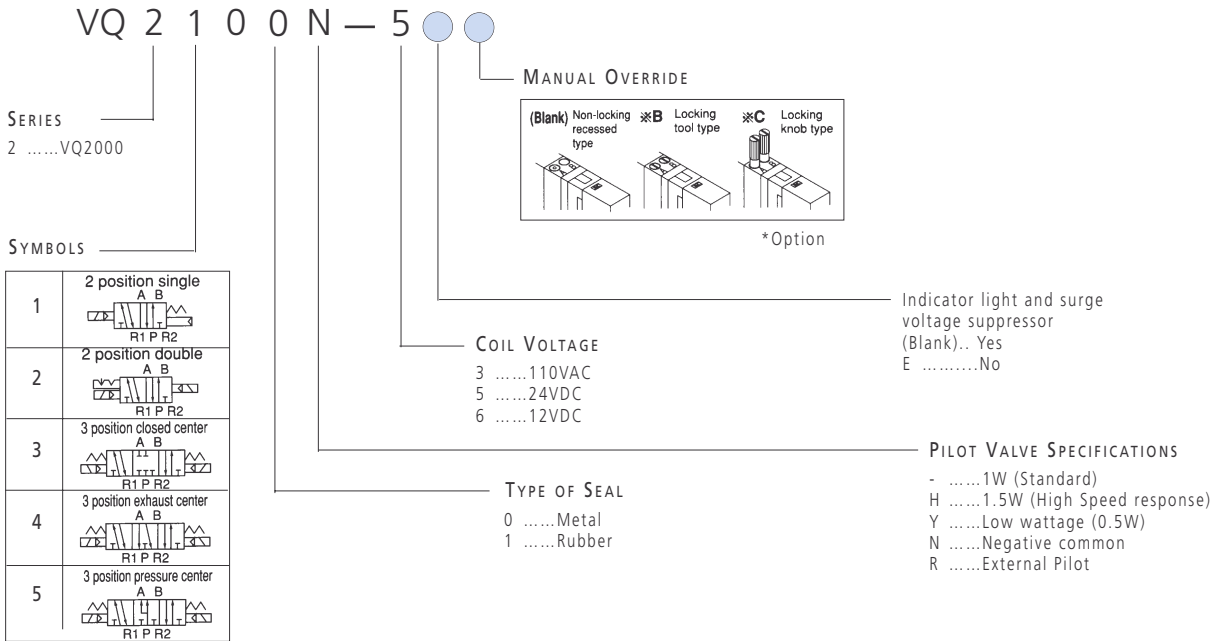 VQ 2 1 0 0 N — 5
MANUAL OVERRIDE
(Blank) Non-locking recessed type
※B Locking tool type
※C Locking knob type
*Option
SERIES
2 ......VQ2000
SYMBOLS
1
2 position single
A B
R1 P R2
2
2 position double
A B
R1 P R2
3
3 position closed center
A B
R1 P R2
4
3 position exhaust center
A B
R1 P R2
5
3 position pressure center
A B
R1 P R2
COIL VOLTAGE
3 ......110VAC
5 ......24VDC
6 ......12VDC
TYPE OF SEAL
0 ......Metal
1 ......Rubber
Indicator light and surge
voltage suppressor
(Blank).. Yes
E .........No
PILOT VALVE SPECIFICATIONS
- ......1W (Standard)
H ......1.5W (High Speed response)
Y ......Low wattage (0.5W)
N ......Negative common
R ......External Pilot